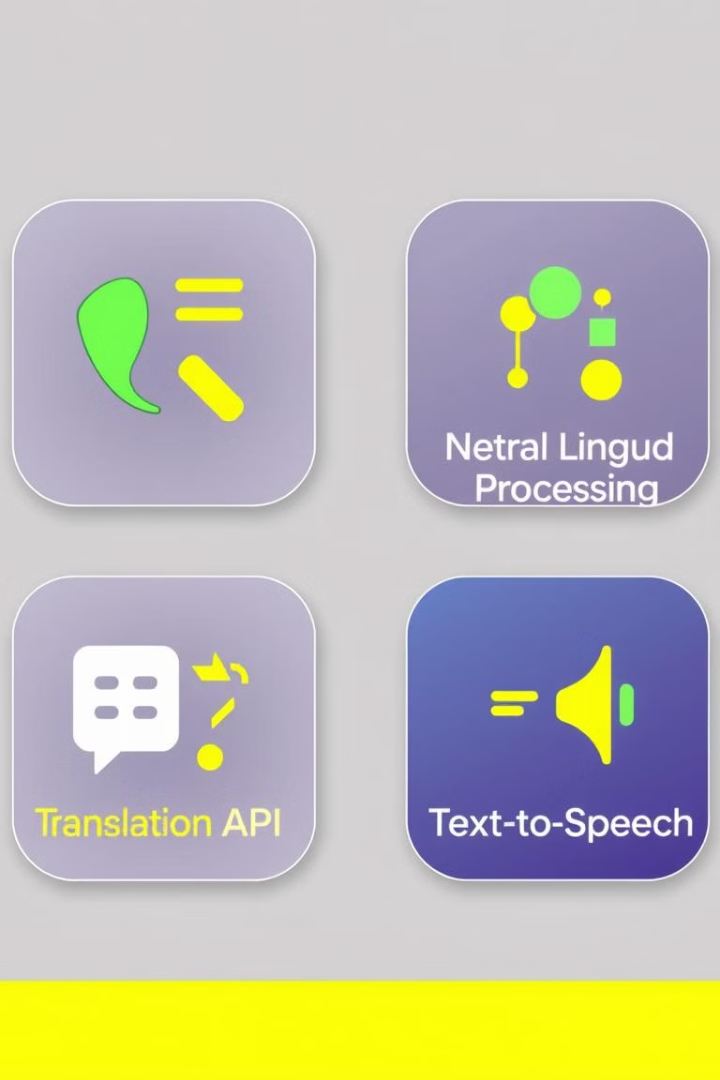 Netral Lingud
Processing
Translation API
Text-to-Speech